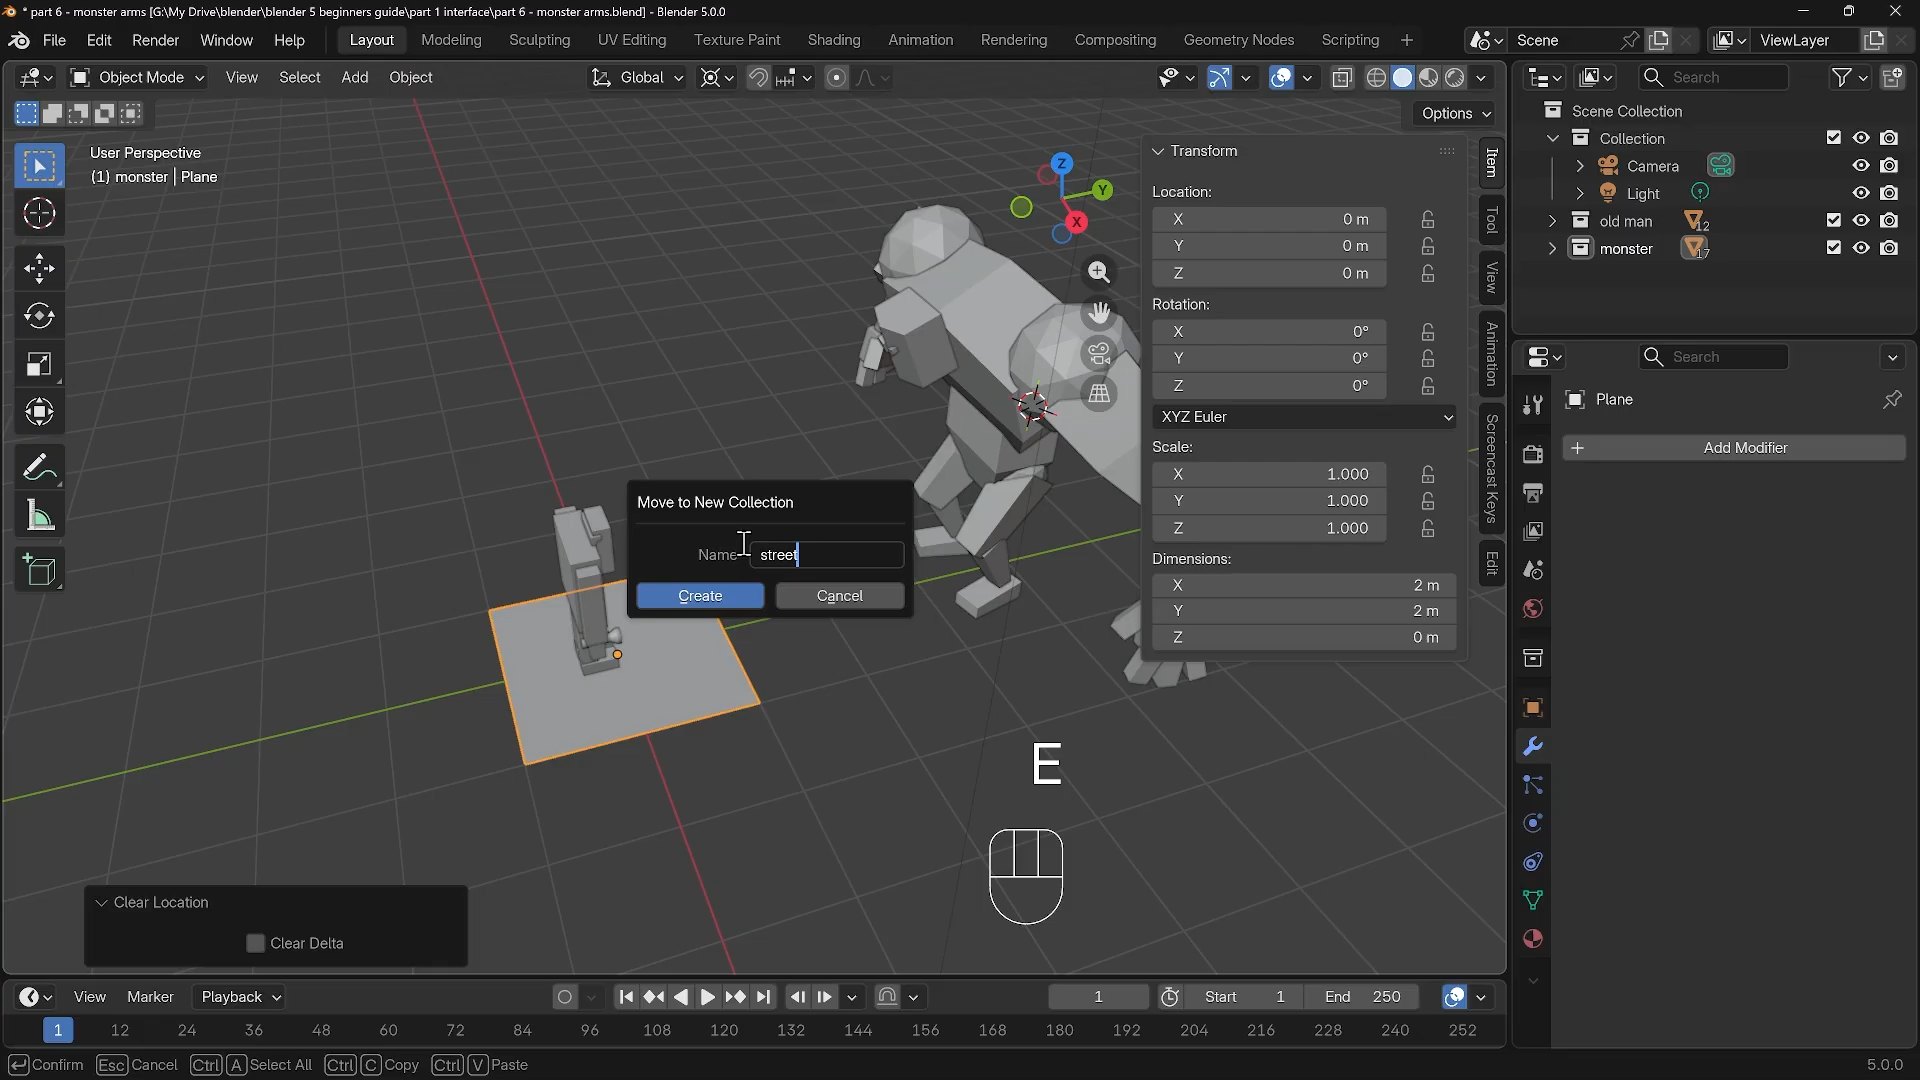 * part 6 - monster arms [G:\My Drive\blender\blender 5 beginners guide\part 1 interface\part 6 - monster arms.blend] - Blender 5.0.0
File Edit Render Window Help
Layout Modeling Sculpting UV Editing Texture Paint Shading Animation Rendering Compositing Geometry Nodes Scripting +
Scene
ViewLayer
Object Mode View Select Add Object
Global
Options
User Perspective
(1) monster | Plane
Z
Y
X
Transform
Location:
X 0 m
Y 0 m
Z 0 m
Rotation:
X 0°
Y 0°
Z 0°
XYZ Euler
Scale:
X 1.000
Y 1.000
Z 1.000
Dimensions:
X 2 m
Y 2 m
Z 0 m
Item
Tool
View
Animation
Screencast Keys
Edit
Search
Scene Collection
Collection
Camera
Light
old man 12
monster 17
Search
Plane
+ Add Modifier
Move to New Collection
Name street
Create Cancel
E
Clear Location
Clear Delta
View Marker Playback
1
Start 1
End 250
1 12 24 36 48 60 72 84 96 108 120 132 144 156 168 180 192 204 216 228 240 252
Confirm Esc Cancel Ctrl A Select All Ctrl C Copy Ctrl V Paste
5.0.0